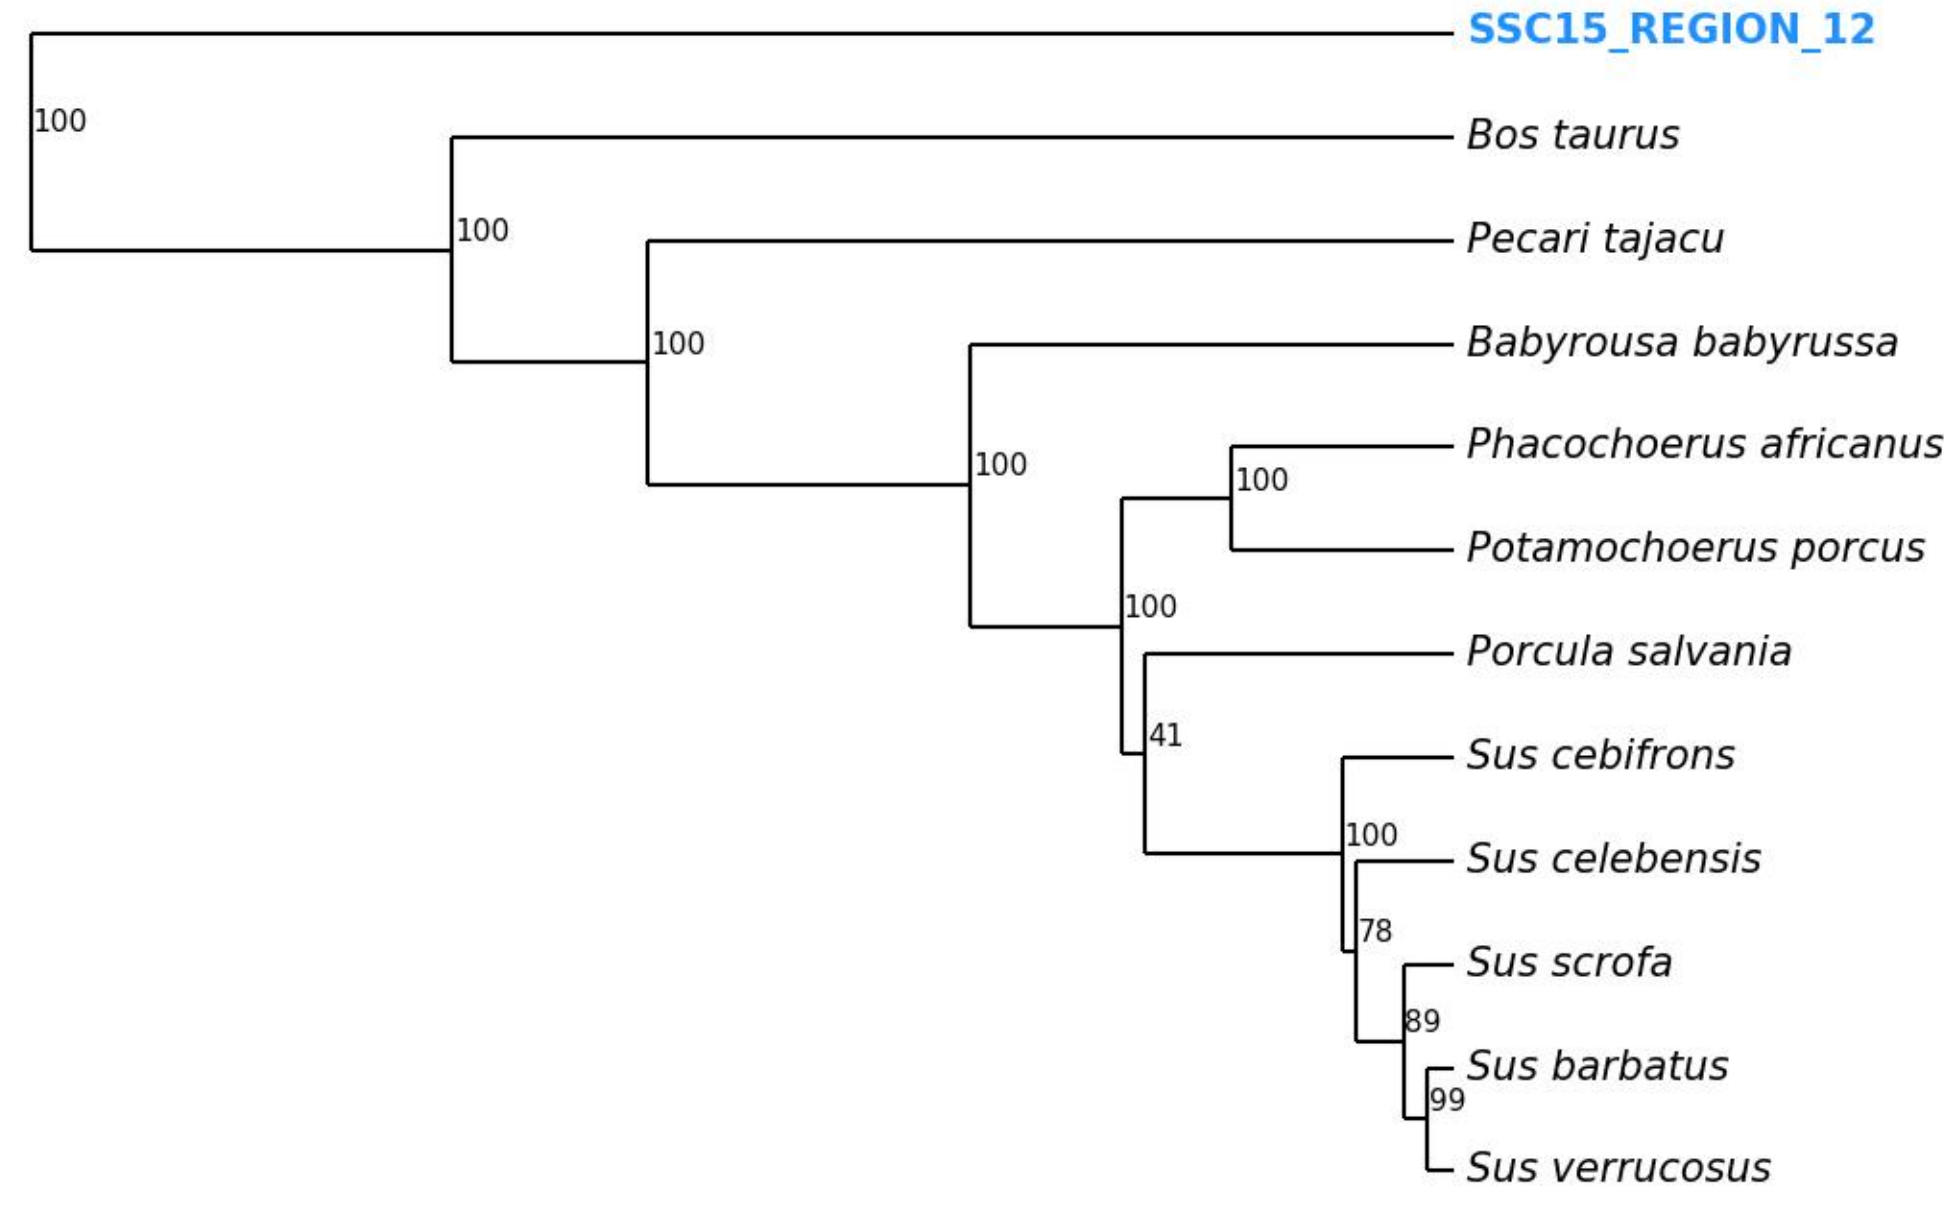 SSC15_REGION_12
100
Bos taurus
100
Pecari tajacu
100
Babyrousa babyrussa
Phacochoerus africanus
100
100
Potamochoerus porcus
100
Porcula salvania
41
Sus cebifrons
100
Sus celebensis
78
Sus scrofa
89
Sus barbatus
99
Sus verrucosus